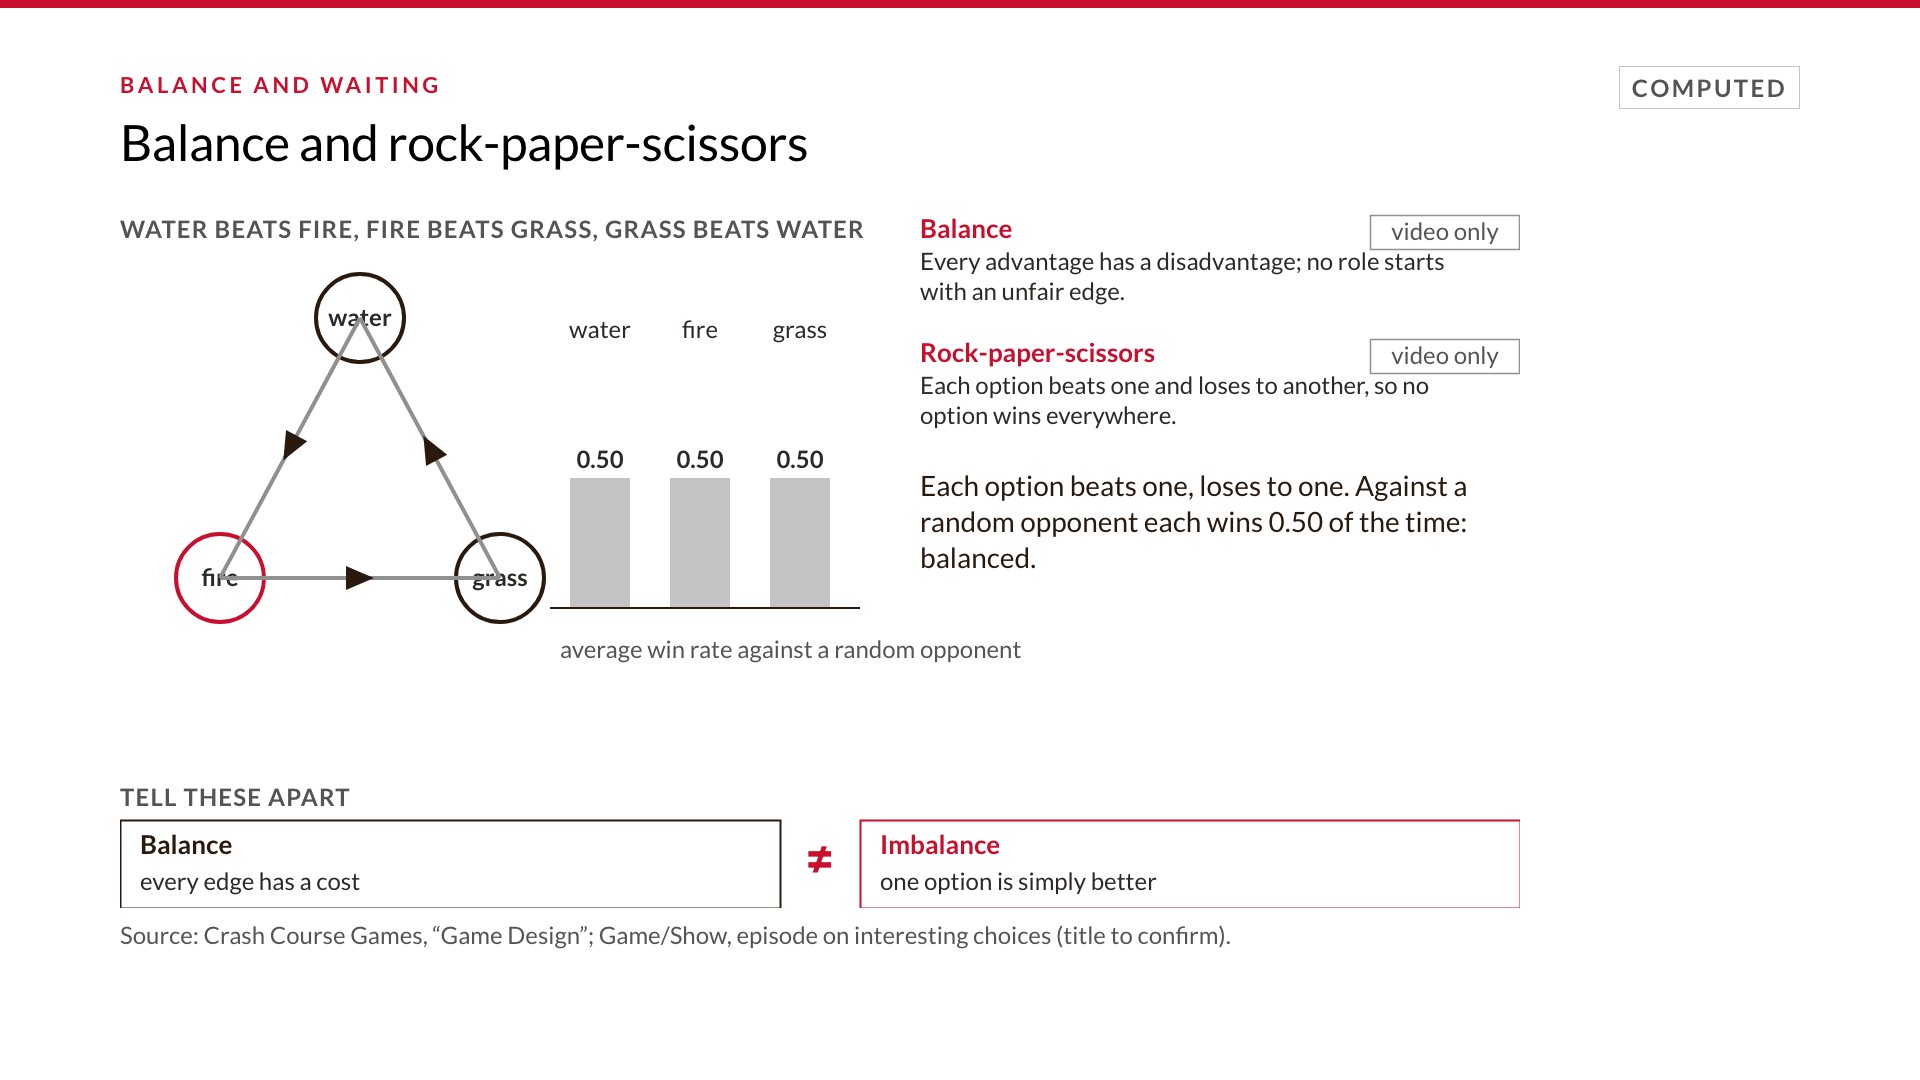 BALANCE AND WAITING
COMPUTED
Balance and rock-paper-scissors
WATER BEATS FIRE, FIRE BEATS GRASS, GRASS BEATS WATER
water
fire
grass
water fire grass
0.50 0.50 0.50
average win rate against a random opponent
Balance
video only
Every advantage has a disadvantage; no role starts
with an unfair edge.
Rock-paper-scissors
video only
Each option beats one and loses to another, so no
option wins everywhere.
Each option beats one, loses to one. Against a
random opponent each wins 0.50 of the time:
balanced.
TELL THESE APART
Balance
every edge has a cost
≠
Imbalance
one option is simply better
Source: Crash Course Games, “Game Design”; Game/Show, episode on interesting choices (title to confirm).